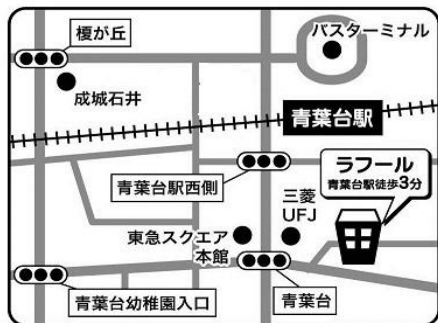 榎が丘
バスターミナル
成城石井
青葉台駅
ラフール
青葉台駅徒歩3分
青葉台駅西側
三菱
UFJ
東急スクエア
本館
青葉台幼稚園入口
青葉台